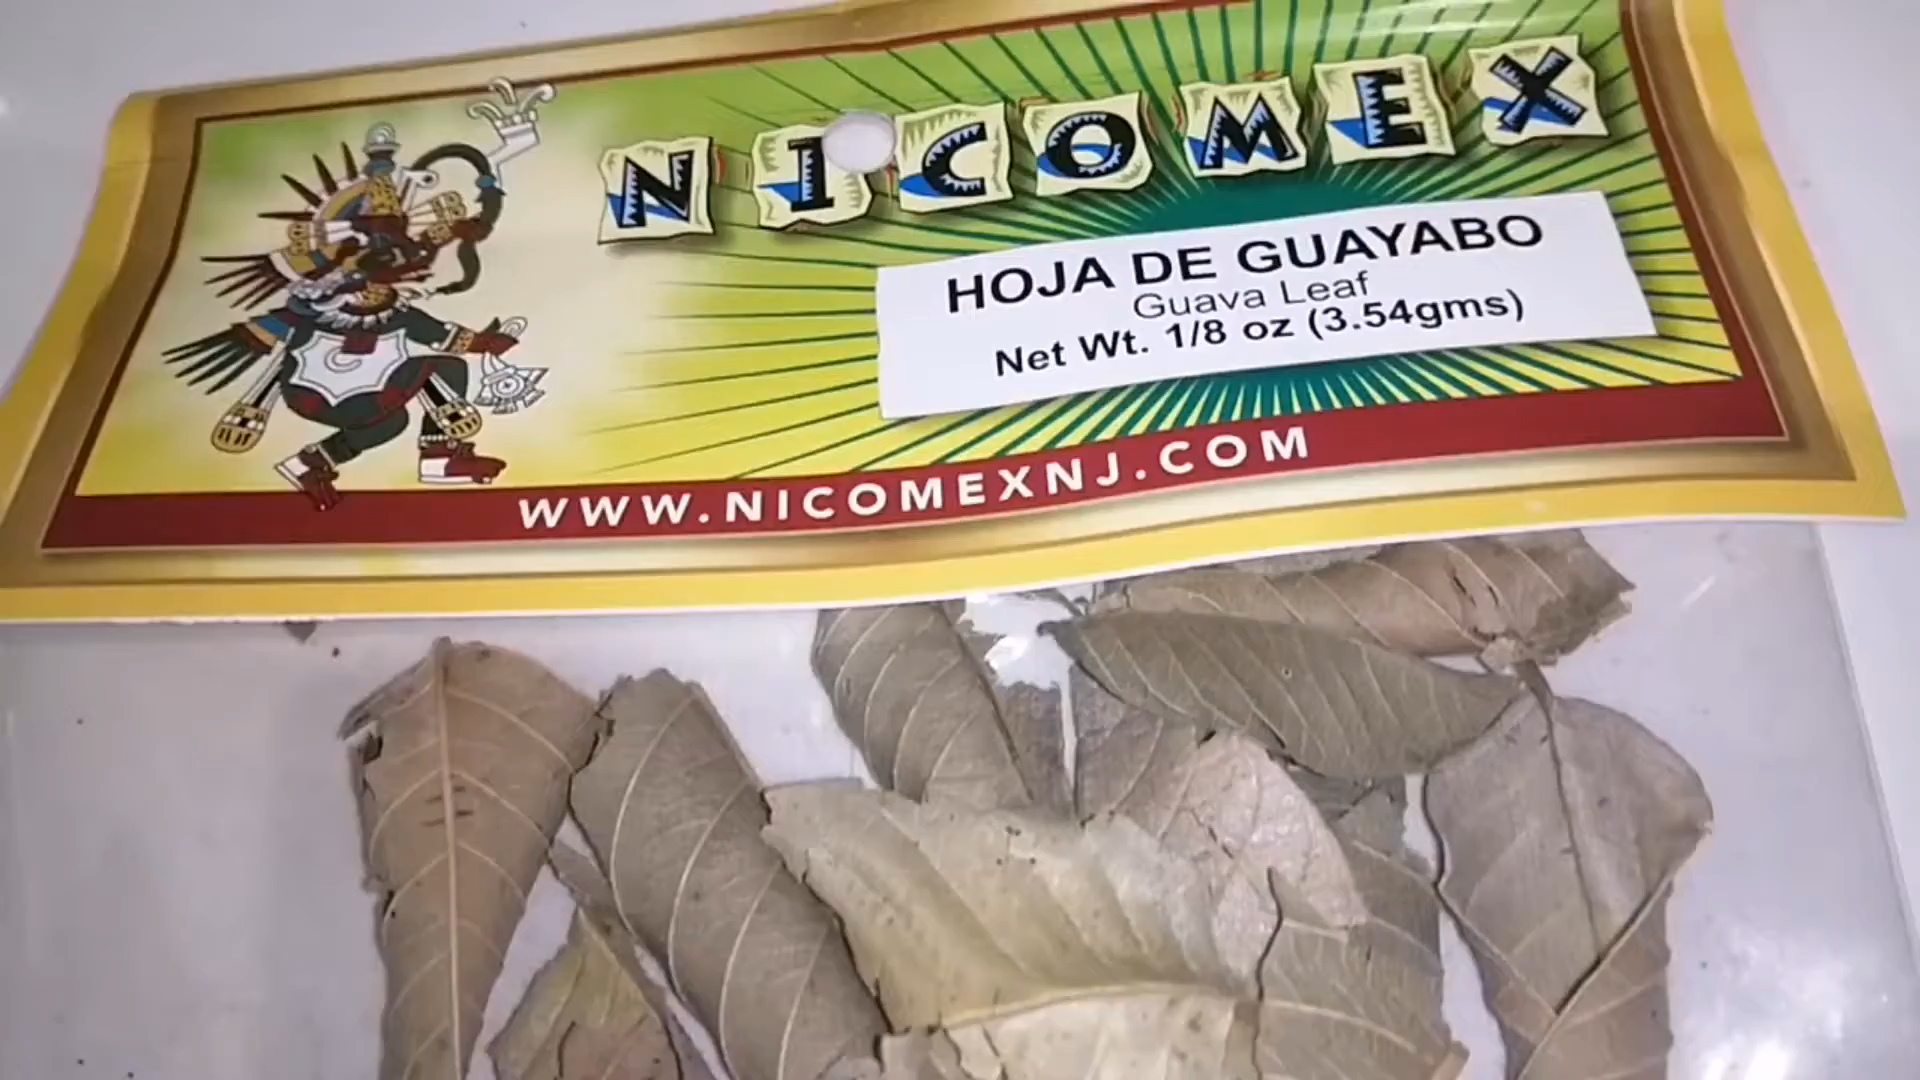 NICOMEX
HOJA DE GUAYABO
Guava Leaf
Net Wt. 1/8 oz (3.54gms)
WWW.NICOMEXNJ.COM